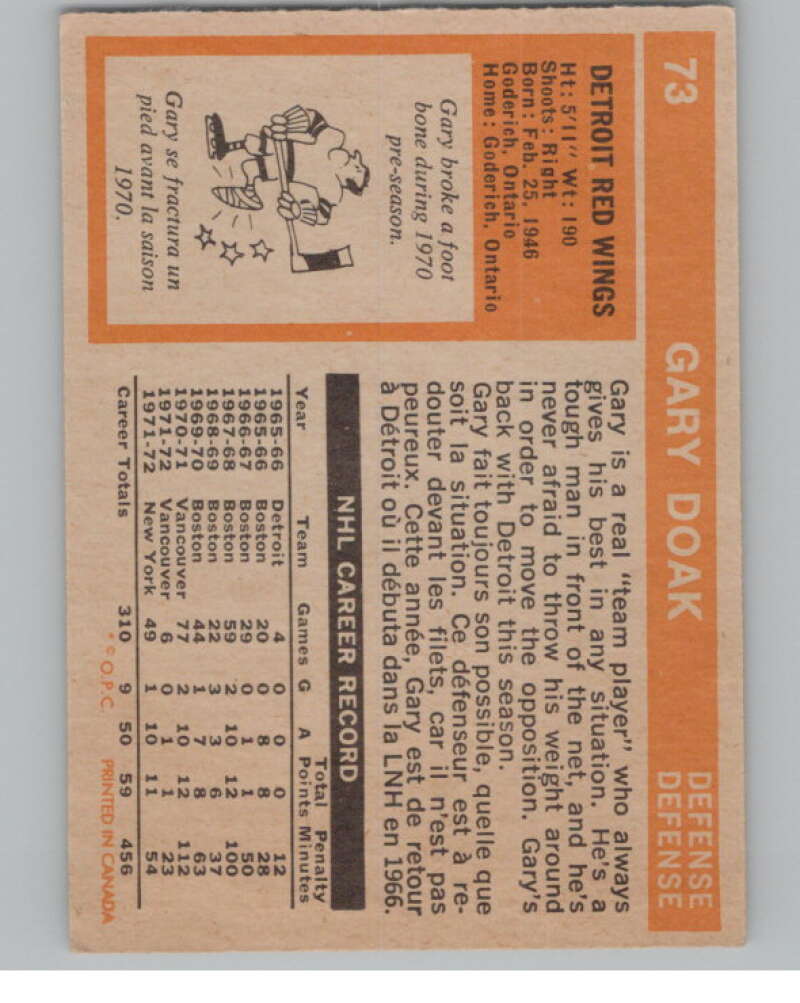 73 GARY DOAK DEFENSE
DEFENSE
DETROIT RED WINGS
Ht: 5'11" Wt: 190
Shoots: Right
Born: Feb. 25, 1946
Goderich, Ontario
Home: Goderich, Ontario
Gary broke a foot
bone during 1970
pre-season.
Gary se fractura un
pied avant la saison
1970.
Gary is a real "team player" who always
gives his best in any situation. He's a
tough man in front of the net, and he's
never afraid to throw his weight around
in order to move the opposition. Gary's
back with Detroit this season.
Gary fait toujours son possible, quelle que
soit la situation. Ce défenseur est à re-
douter devant les filets, car il n'est pas
peureux. Cette année, Gary est de retour
à Détroit où il débuta dans la LNH en 1966.
NHL CAREER RECORD
Total Penalty
Year Team Games G A Points Minutes
1965-66 Detroit 4 0 0 0 12
1965-66 Boston 20 0 8 8 28
1966-67 Boston 29 0 1 1 50
1967-68 Boston 59 2 10 12 100
1968-69 Boston 22 3 3 6 37
1969-70 Boston 44 1 7 8 63
1970-71 Vancouver 77 2 10 12 112
1971-72 Vancouver 6 0 1 1 23
1971-72 New York 49 1 10 11 54
Career Totals 310 9 50 59 456
* © O.P.C. PRINTED IN CANADA